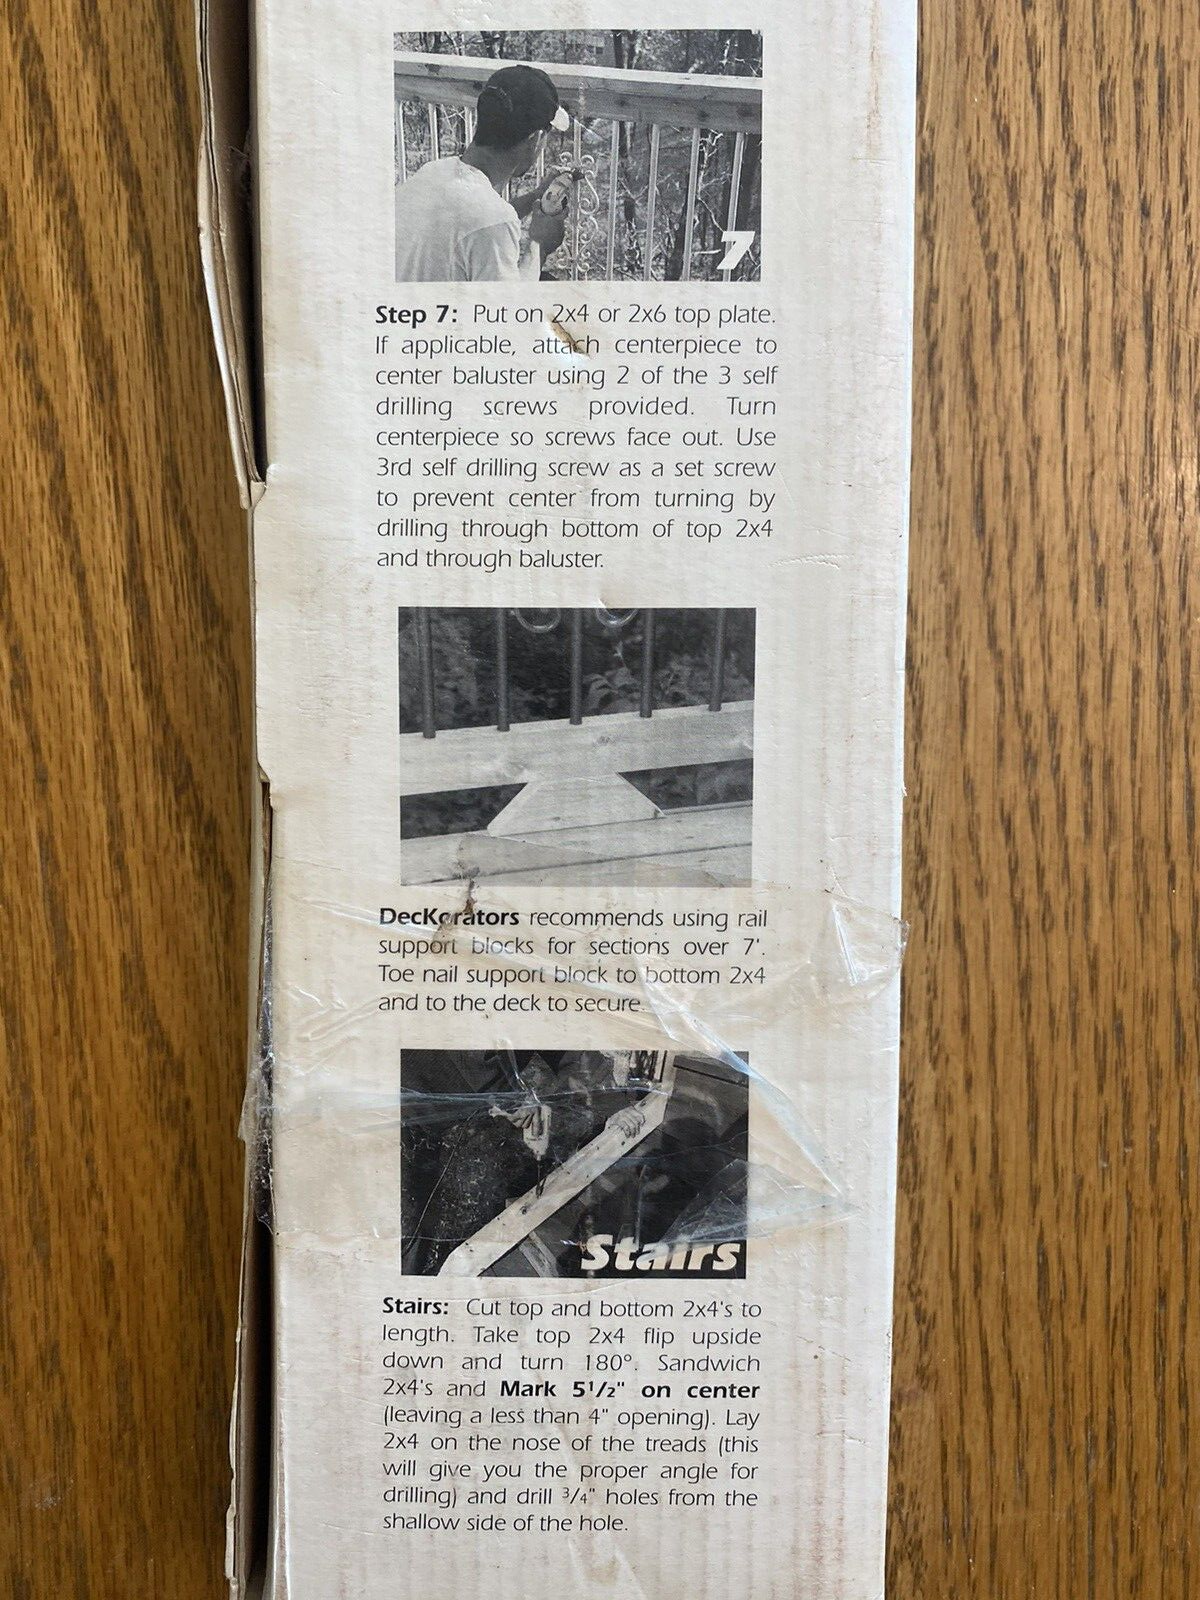 7
Step 7: Put on 2x4 or 2x6 top plate.
If applicable, attach centerpiece to
center baluster using 2 of the 3 self
drilling screws provided. Turn
centerpiece so screws face out. Use
3rd self drilling screw as a set screw
to prevent center from turning by
drilling through bottom of top 2x4
and through baluster.
DecKorators recommends using rail
support blocks for sections over 7'.
Toe nail support block to bottom 2x4
and to the deck to secure.
Stairs
Stairs: Cut top and bottom 2x4's to
length. Take top 2x4 flip upside
down and turn 180°. Sandwich
2x4's and Mark 5¹/₂" on center
(leaving a less than 4" opening). Lay
2x4 on the nose of the treads (this
will give you the proper angle for
drilling) and drill ³/₄" holes from the
shallow side of the hole.